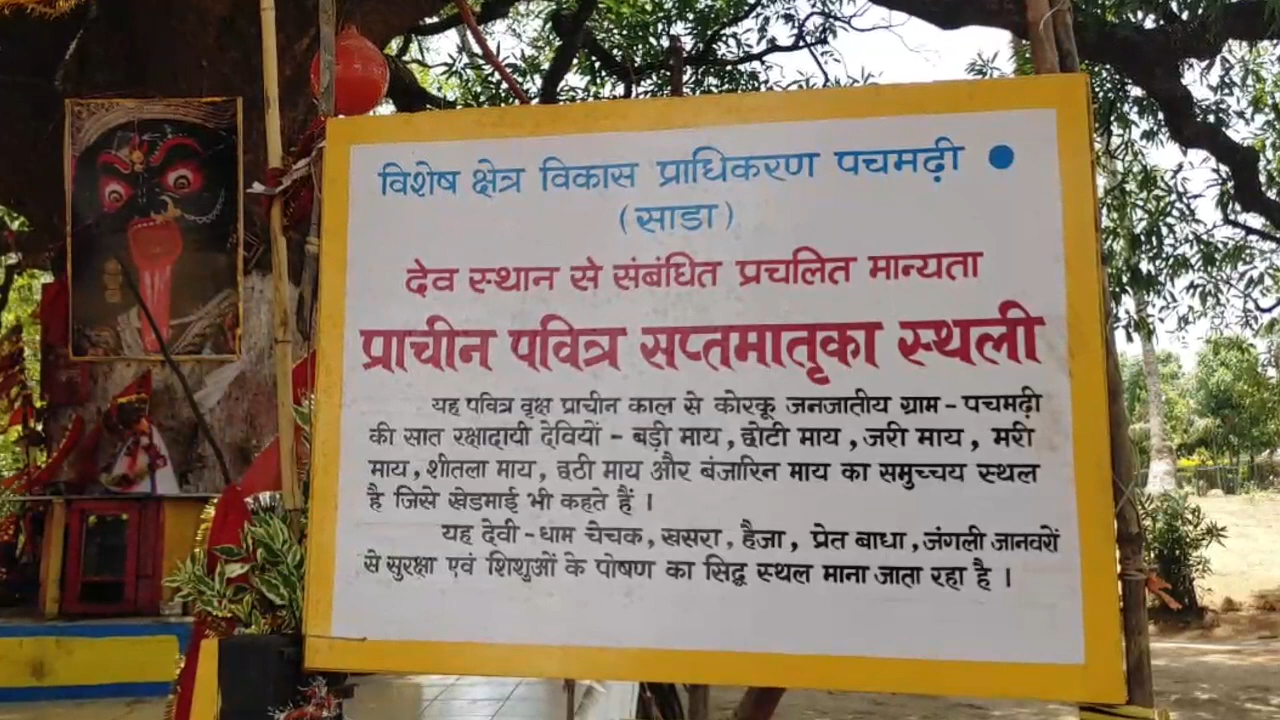 विशेष क्षेत्र विकास प्राधिकरण पचमढ़ी
(साडा)
देव स्थान से संबंधित प्रचलित मान्यता
प्राचीन पवित्र सप्तमातृका स्थली
यह पवित्र वृक्ष प्राचीन काल से कोरकू जनजातीय ग्राम - पचमढ़ी
की सात रक्षादायी देवियों - बड़ी माय, छोटी माय, जरी माय, मरी
माय, शीतला माय, छठी माय और बंजारिन माय का समुच्चय स्थल
है जिसे खेडमाई भी कहते हैं ।
यह देवी - धाम चेचक, खसरा, हैजा, प्रेत बाधा, जंगली जानवरों
से सुरक्षा एवं शिशुओं के पोषण का सिद्ध स्थल माना जाता रहा है ।